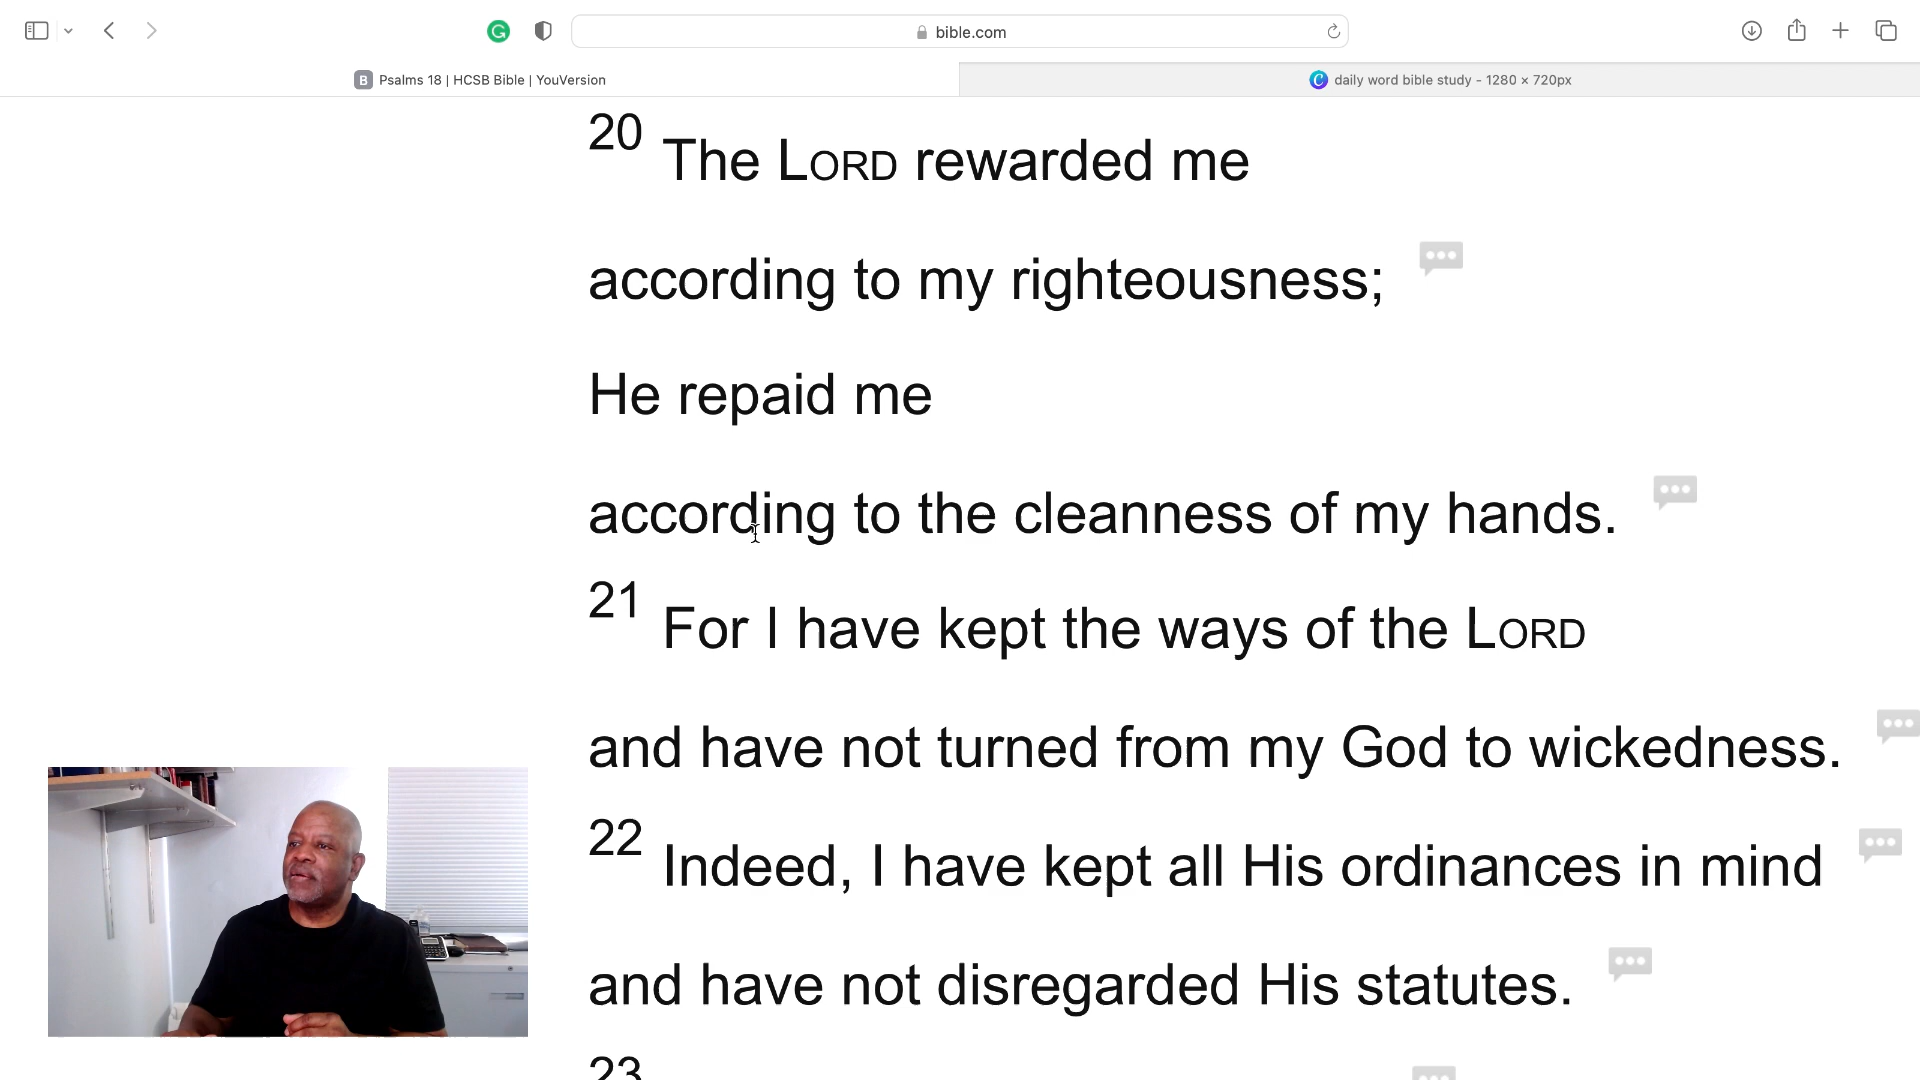 bible.com
Psalms 18 | HCSB Bible | YouVersion
daily word bible study - 1280 × 720px
20 The LORD rewarded me
according to my righteousness;
He repaid me
according to the cleanness of my hands.
21 For I have kept the ways of the LORD
and have not turned from my God to wickedness.
22 Indeed, I have kept all His ordinances in mind
and have not disregarded His statutes.
23